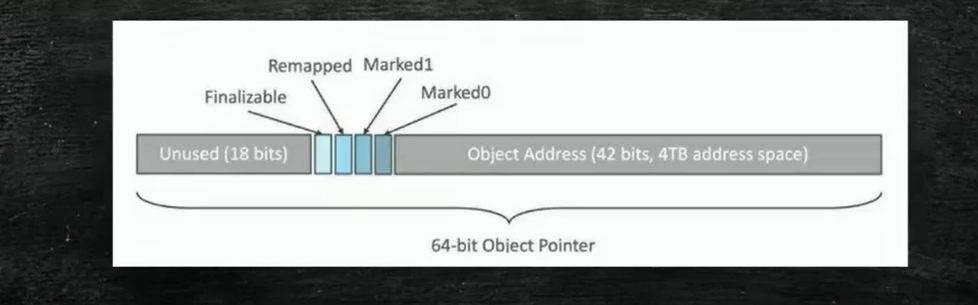 Remapped Marked1
Finalizable
Marked0
Unused (18 bits)
Object Address (42 bits, 4TB address space)
64-bit Object Pointer